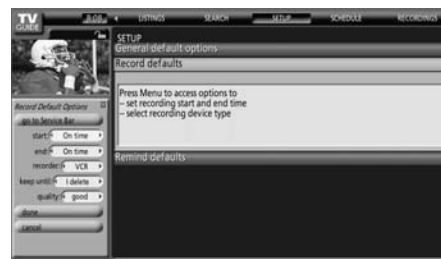 TV
GUIDE
LISTINGS
SEARCH
SETUP
SCHEDULE
RECORDINGS
SETUP
General default options
Record defaults
Press Menu to access options to
– set recording start and end time
– select recording device type
Remind defaults
Record Default Options
go to Service Bar
start: On time
end: On time
recorder: VCR
keep until: I delete
quality: good
done
cancel